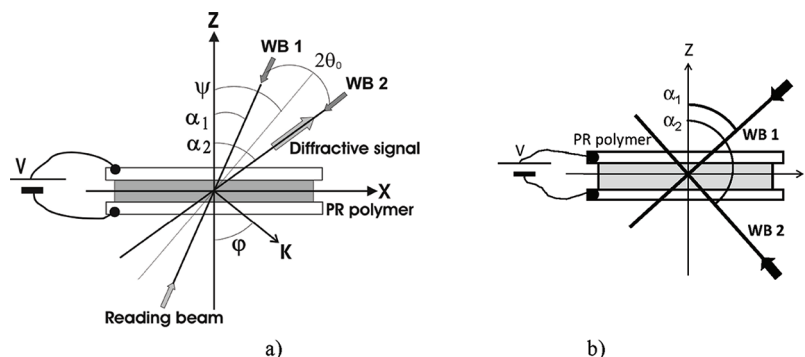 Z
WB 1
2θ₀
WB 2
ψ
α₁
α₂
Diffractive signal
V
X
PR polymer
φ
K
Reading beam
a)
Z
α₁
α₂
WB 1
PR polymer
V
WB 2
b)